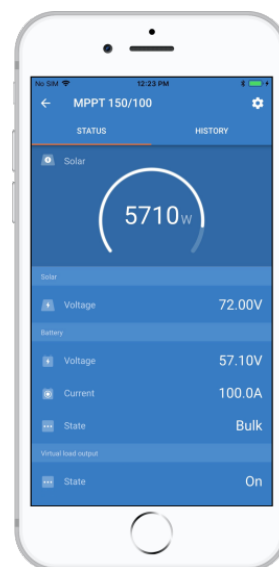 No SIM 12:23 PM
MPPT 150/100
STATUS HISTORY
Solar
5710W
Solar
Voltage 72.00V
Battery
Voltage 57.10V
Current 100.0A
State Bulk
Virtual load output
State On